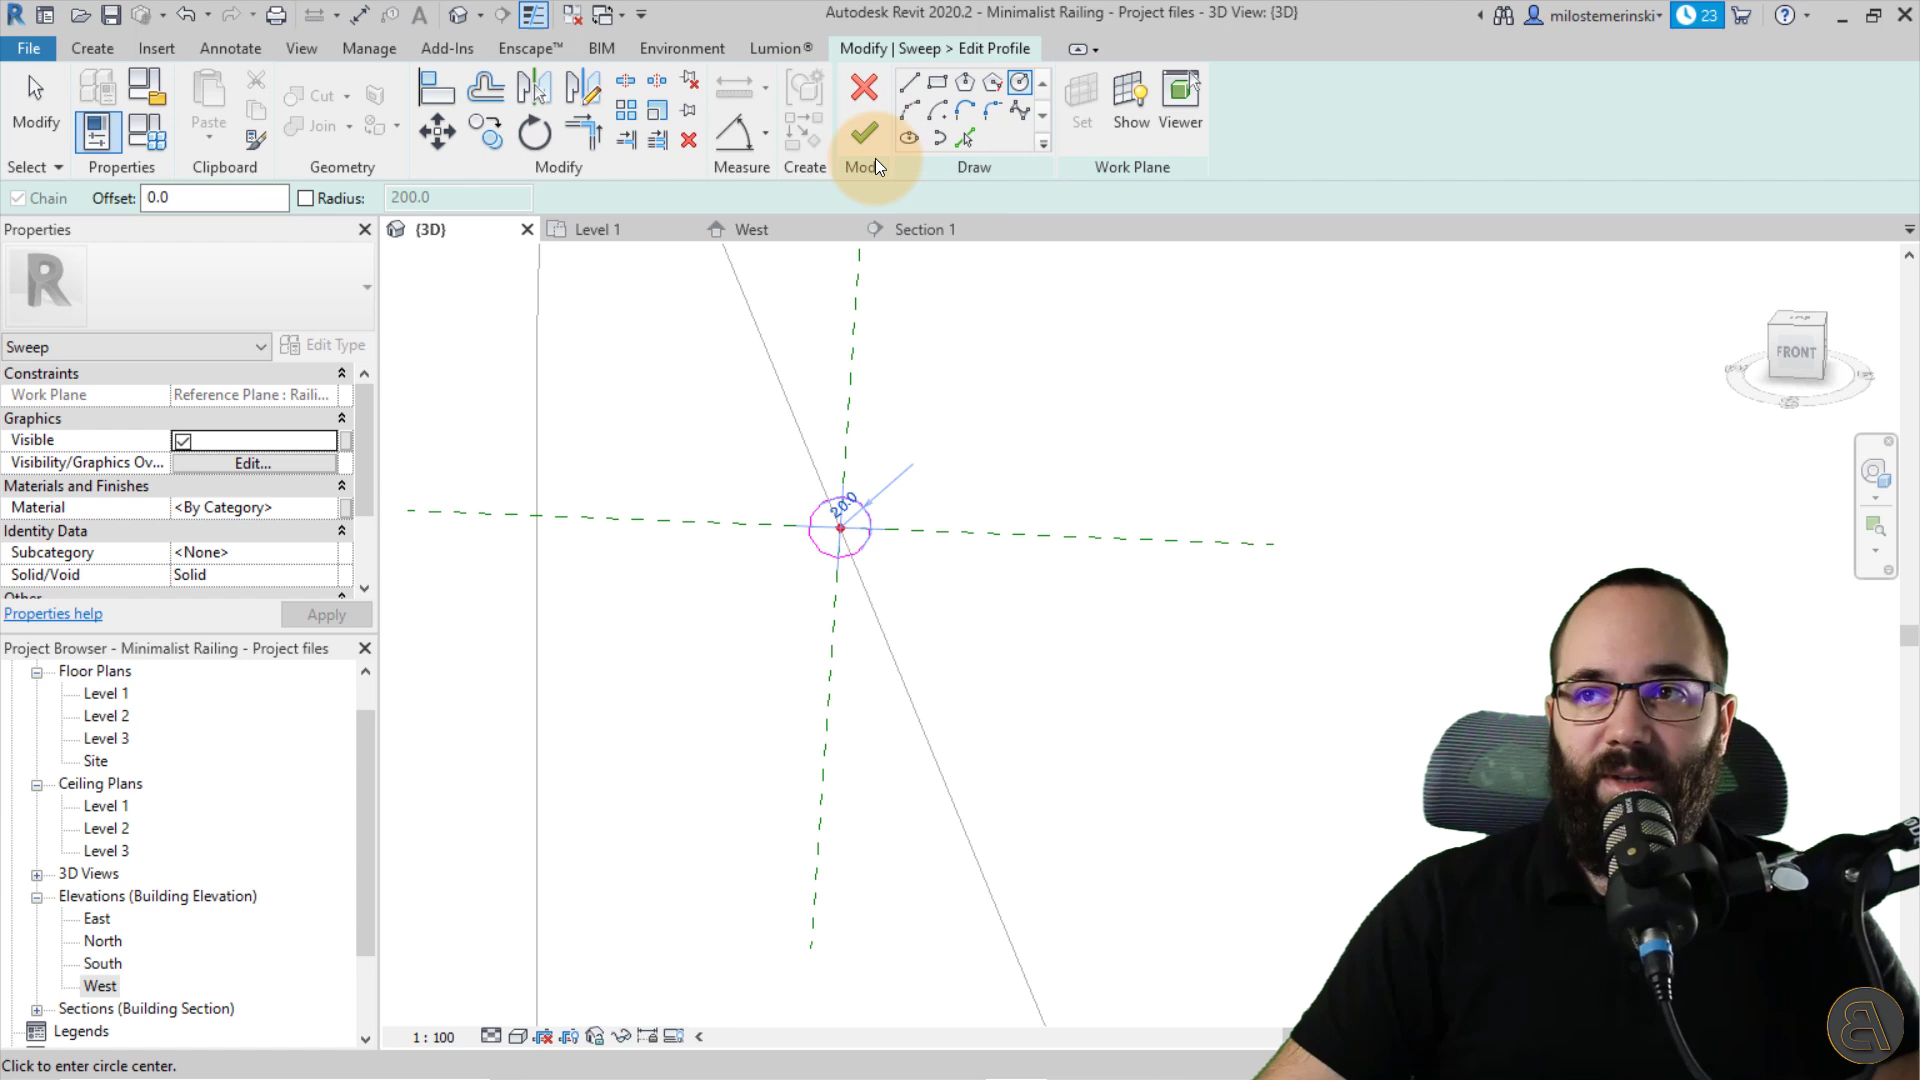 Autodesk Revit 2020.2 - Minimalist Railing - Project files - 3D View: {3D}
milostemerinski
23
File Create Insert Annotate View Manage Add-Ins Enscape™ BIM Environment Lumion® Modify | Sweep > Edit Profile
Modify
Paste
Cut
Join
Set Show Viewer
Select Properties Clipboard Geometry Modify Measure Create Draw Work Plane
Chain Offset: 0.0 Radius: 200.0
Properties
{3D} Level 1 West Section 1
R
Sweep
Edit Type
Constraints
Work Plane Reference Plane : Raili...
Graphics
Visible
Visibility/Graphics Ov... Edit...
Materials and Finishes
Material <By Category>
Identity Data
Subcategory <None>
Solid/Void Solid
Other
Properties help Apply
Project Browser - Minimalist Railing - Project files
Floor Plans
Level 1
Level 2
Level 3
Site
Ceiling Plans
Level 1
Level 2
Level 3
3D Views
Elevations (Building Elevation)
East
North
South
West
Sections (Building Section)
Legends
20.0
FRONT
1 : 100
Click to enter circle center.